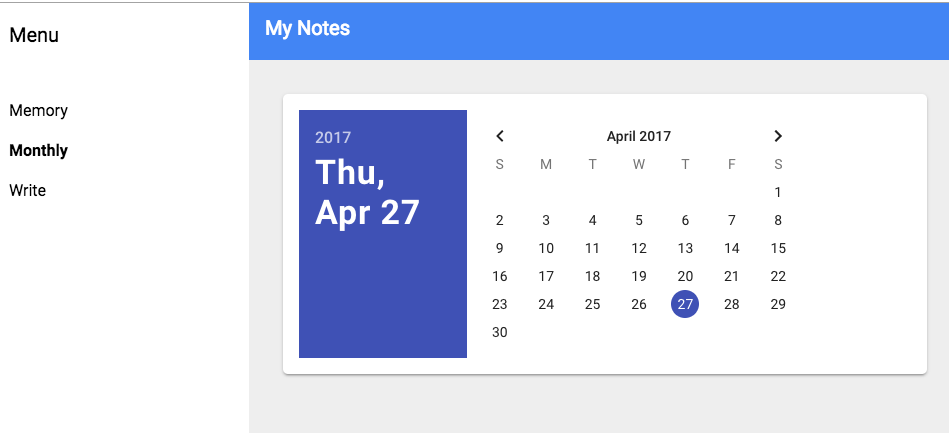 Menu
Memory
Monthly
Write
My Notes
2017
Thu,
Apr 27
April 2017
S M T W T F S
1
2 3 4 5 6 7 8
9 10 11 12 13 14 15
16 17 18 19 20 21 22
23 24 25 26 27 28 29
30